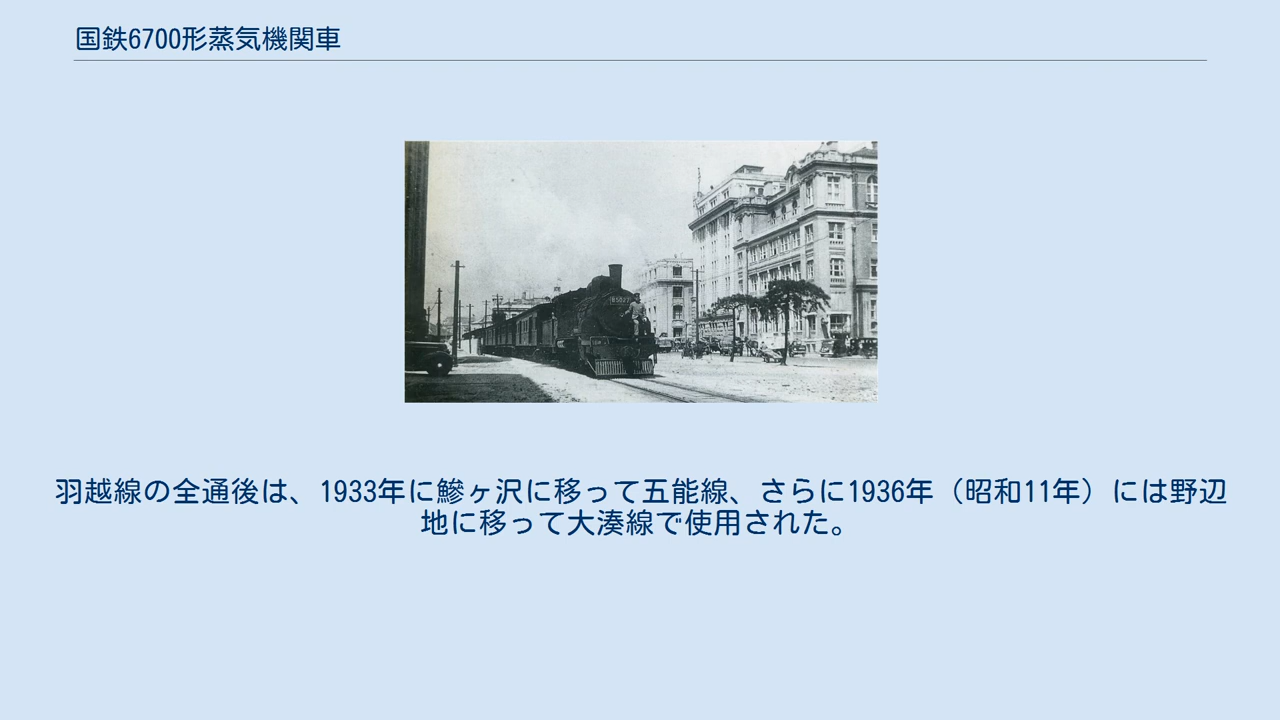 国鉄6700形蒸気機関車
羽越線の全通後は、1933年に鰺ヶ沢に移って五能線、さらに1936年（昭和11年）には野辺
地に移って大湊線で使用された。